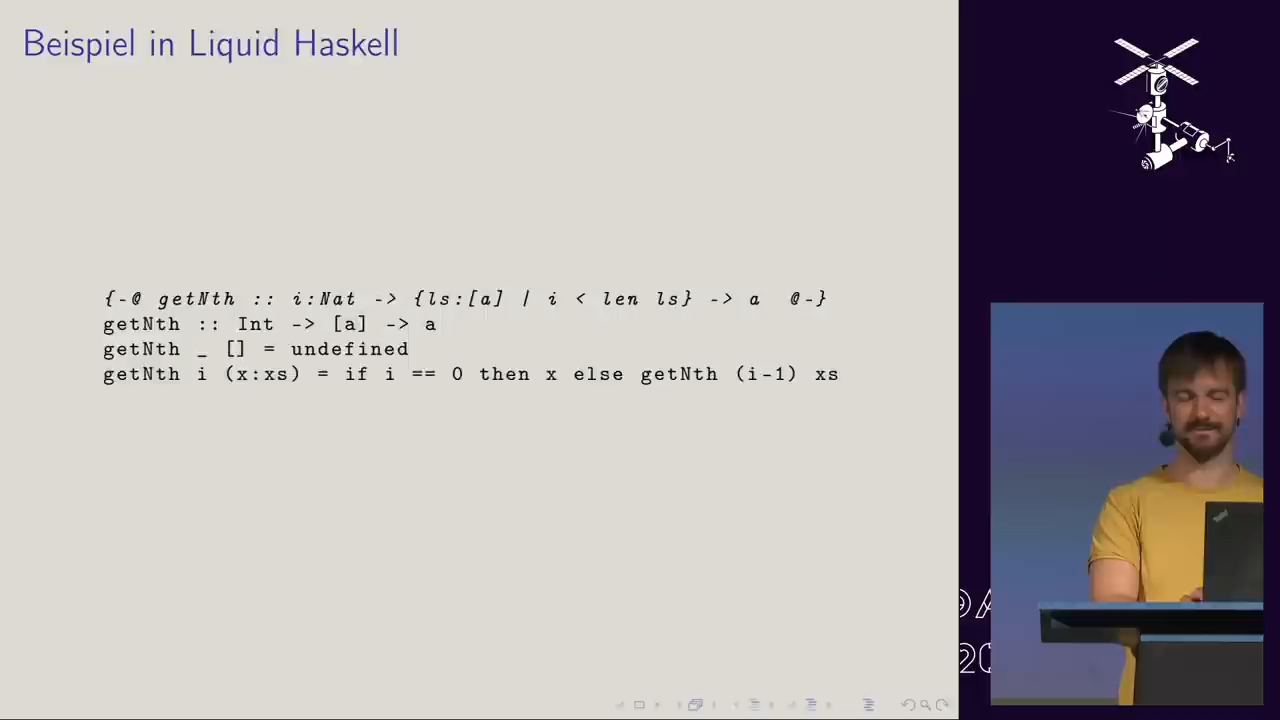 Beispiel in Liquid Haskell
{-@ getNth :: i:Nat -> {ls:[a] | i < len ls} -> a  @-}
getNth :: Int -> [a] -> a
getNth _ [] = undefined
getNth i (x:xs) = if i == 0 then x else getNth (i-1) xs